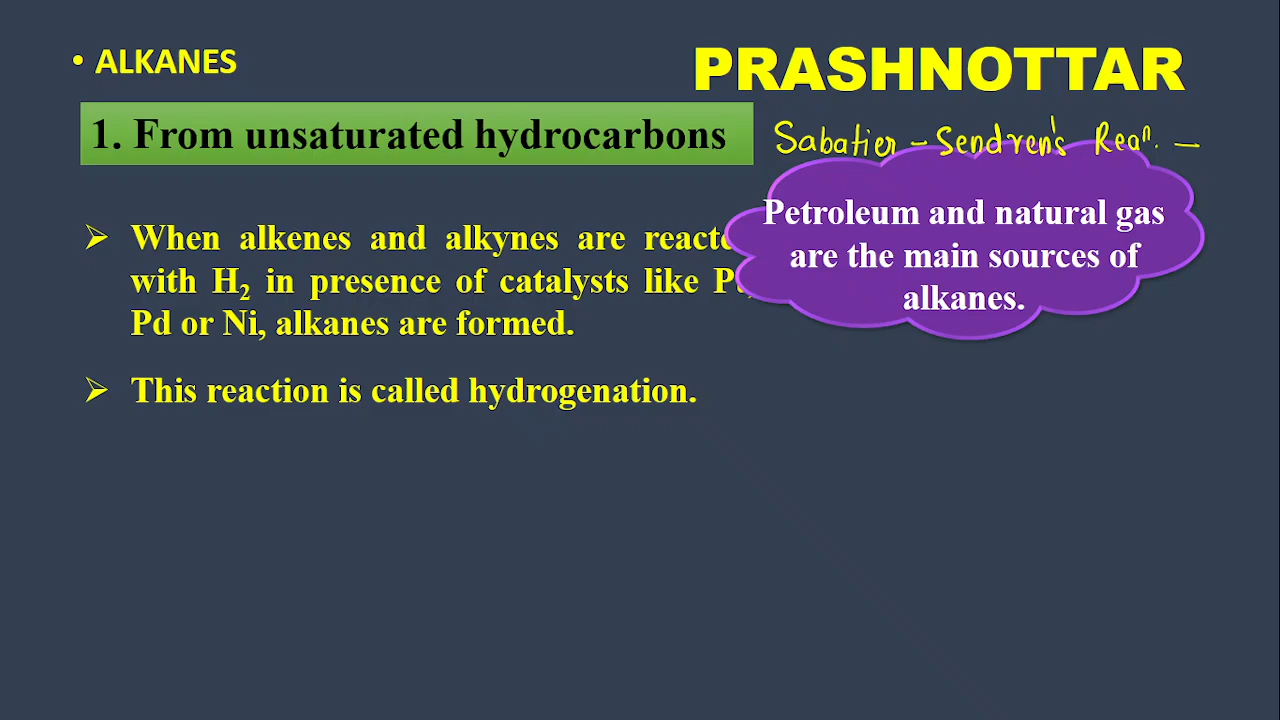 • ALKANES
PRASHNOTTAR
1. From unsaturated hydrocarbons
Sabatier - Sendren's Rean. -
Petroleum and natural gas
are the main sources of
alkanes.
➢ When alkenes and alkynes are
with H₂ in presence of catalysts like
Pd or Ni, alkanes are formed.
➢ This reaction is called hydrogenation.